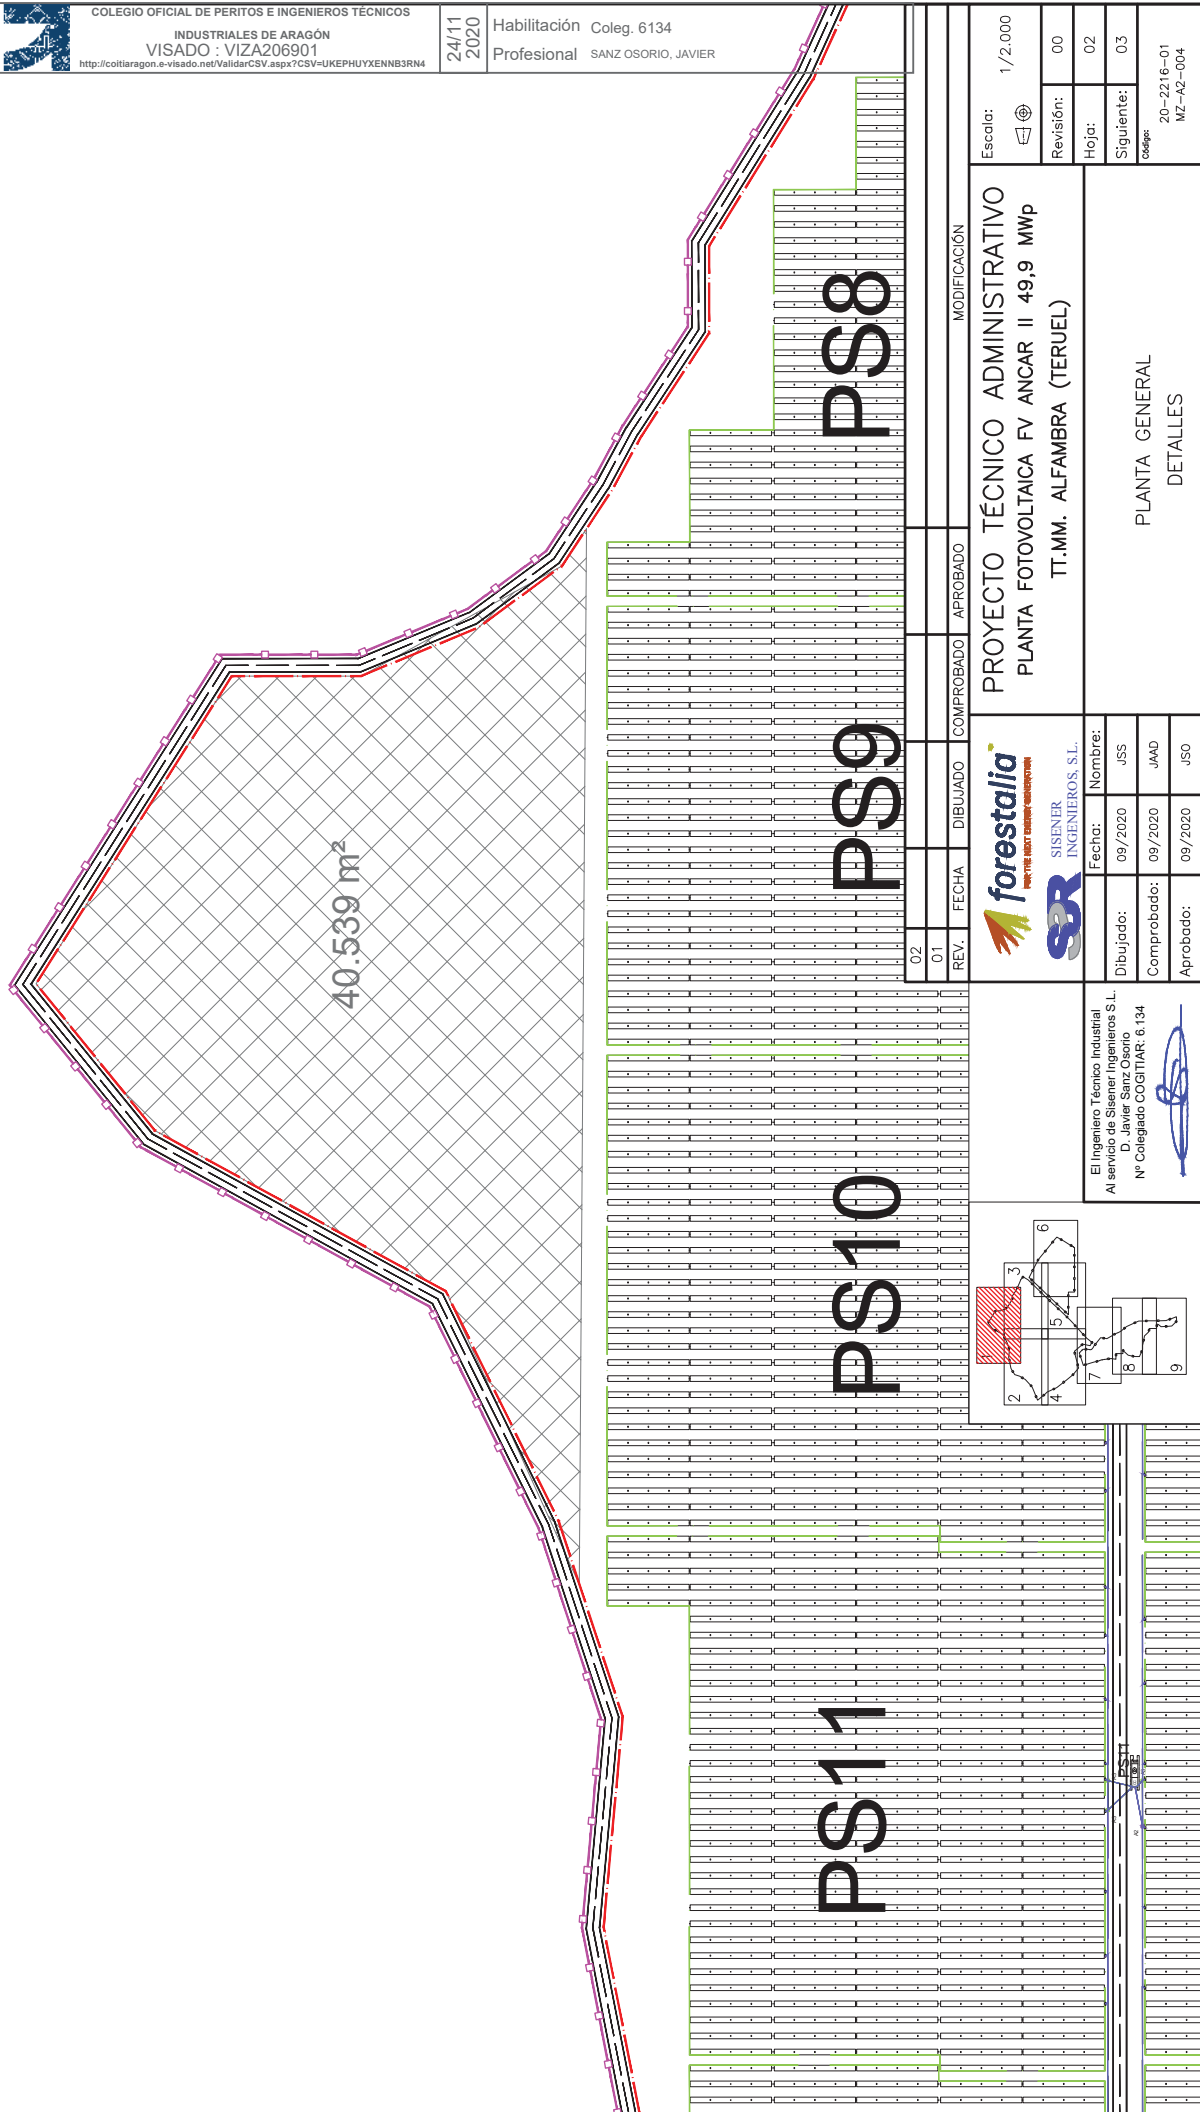 COLEGIO OFICIAL DE PERITOS E INGENIEROS TÉCNICOS
INDUSTRIALES DE ARAGÓN
VISADO : VIZA206901
http://coitiaragon.e-visado.net/ValidarCSV.aspx?CSV=UKEPHUYXENNB3RN4
24/11
2020
Habilitación Coleg. 6134
Profesional SANZ OSORIO, JAVIER
40.539 m²
PS8
PS9
PS10
PS11
PS11
02
01
REV. FECHA DIBUJADO COMPROBADO APROBADO MODIFICACIÓN
forestalia
FOR THE NEXT ENERGY GENERATION
SISENER
INGENIEROS, S.L.
PROYECTO TÉCNICO ADMINISTRATIVO
PLANTA FOTOVOLTAICA FV ANCAR II 49,9 MWp
TT.MM. ALFAMBRA (TERUEL)
Escala: 1/2.000
Revisión: 00
Hoja: 02
Siguiente: 03
Código:
20-2216-01
MZ-A2-004
Fecha: Nombre:
Dibujado: 09/2020 JSS
Comprobado: 09/2020 JAAD
Aprobado: 09/2020 JSO
PLANTA GENERAL
DETALLES
El Ingeniero Técnico Industrial
Al servicio de Sisener Ingenieros S.L.
D. Javier Sanz Osorio
Nº Colegiado COGITIAR: 6.134
1
2
3
4
5
6
7
8
9